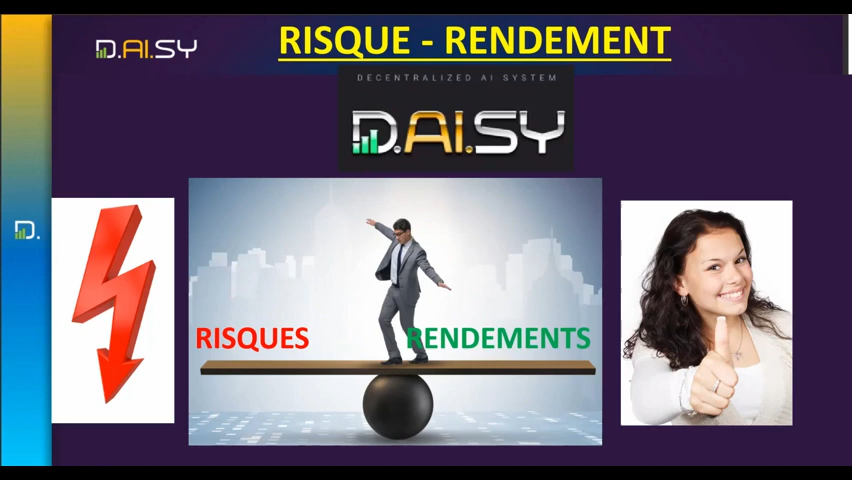 D.AI.SY
RISQUE - RENDEMENT
DECENTRALIZED AI SYSTEM
D.AI.SY
D.
RISQUES
RENDEMENTS